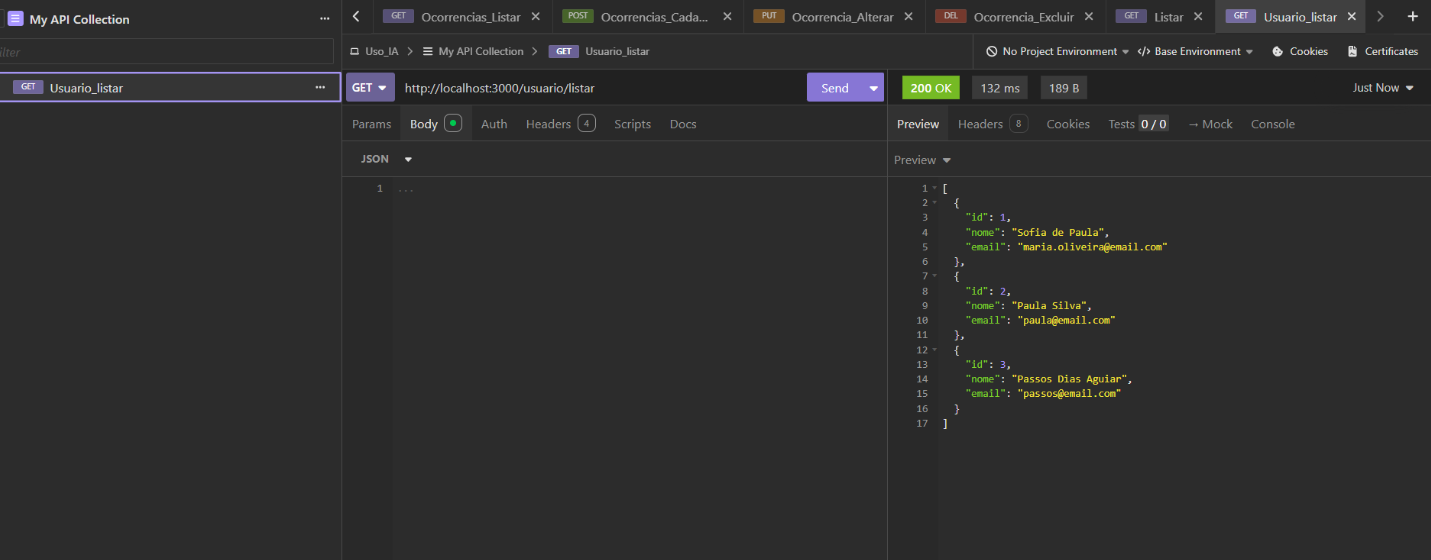 My API Collection ...
GET Ocorrencias_Listar POST Ocorrencias_Cada... PUT Ocorrencia_Alterar DEL Ocorrencia_Excluir GET Listar GET Usuario_listar
Uso_IA My API Collection GET Usuario_listar
No Project Environment </> Base Environment Cookies Certificates
GET Usuario_listar ...
GET http://localhost:3000/usuario/listar Send
200 OK 132 ms 189 B Just Now
Params Body Auth Headers 4 Scripts Docs
Preview Headers 8 Cookies Tests 0 / 0 → Mock Console
JSON
Preview
1 ...
1 [
2 {
3 "id": 1,
4 "nome": "Sofia de Paula",
5 "email": "maria.oliveira@email.com"
6 },
7 {
8 "id": 2,
9 "nome": "Paula Silva",
10 "email": "paula@email.com"
11 },
12 {
13 "id": 3,
14 "nome": "Passos Dias Aguiar",
15 "email": "passos@email.com"
16 }
17 ]